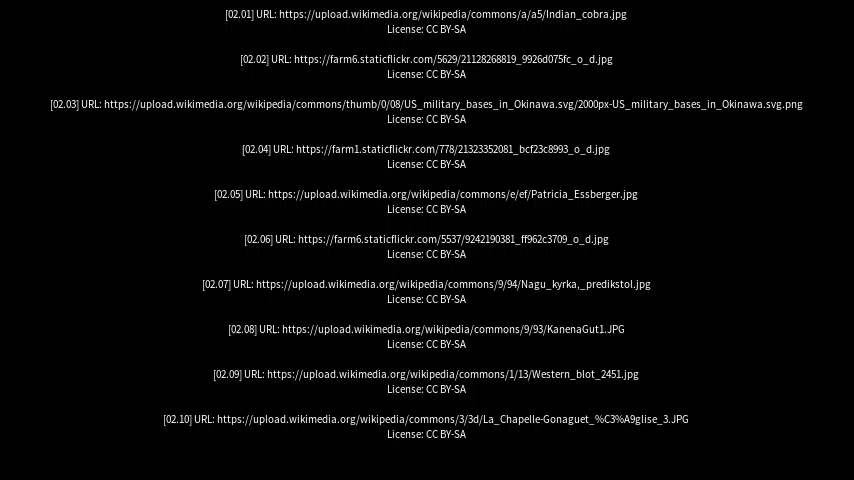 [02.01] URL: https://upload.wikimedia.org/wikipedia/commons/a/a5/Indian_cobra.jpg
License: CC BY-SA
[02.02] URL: https://farm6.staticflickr.com/5629/21128268819_9926d075fc_o_d.jpg
License: CC BY-SA
[02.03] URL: https://upload.wikimedia.org/wikipedia/commons/thumb/0/08/US_military_bases_in_Okinawa.svg/2000px-US_military_bases_in_Okinawa.svg.png
License: CC BY-SA
[02.04] URL: https://farm1.staticflickr.com/778/21323352081_bcf23c8993_o_d.jpg
License: CC BY-SA
[02.05] URL: https://upload.wikimedia.org/wikipedia/commons/e/ef/Patricia_Essberger.jpg
License: CC BY-SA
[02.06] URL: https://farm6.staticflickr.com/5537/9242190381_ff962c3709_o_d.jpg
License: CC BY-SA
[02.07] URL: https://upload.wikimedia.org/wikipedia/commons/9/94/Nagu_kyrka,_predikstol.jpg
License: CC BY-SA
[02.08] URL: https://upload.wikimedia.org/wikipedia/commons/9/93/KanenaGut1.JPG
License: CC BY-SA
[02.09] URL: https://upload.wikimedia.org/wikipedia/commons/1/13/Western_blot_2451.jpg
License: CC BY-SA
[02.10] URL: https://upload.wikimedia.org/wikipedia/commons/3/3d/La_Chapelle-Gonaguet_%C3%A9glise_3.JPG
License: CC BY-SA